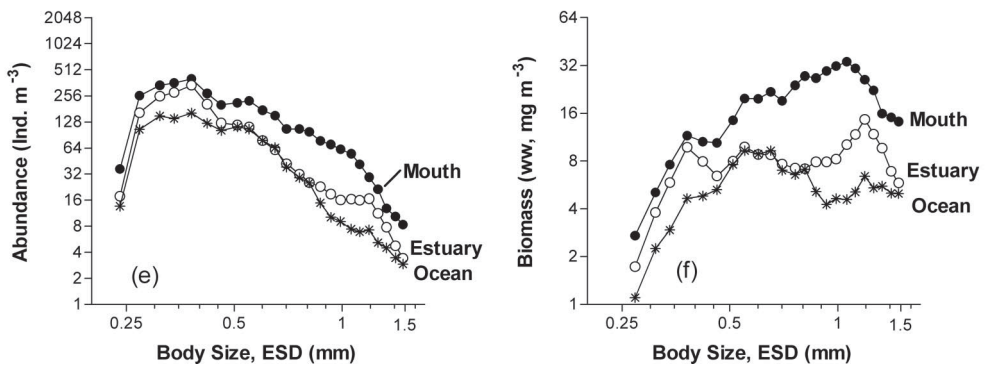 Abundance (Ind. m⁻³)
2048
1024
512
256
128
64
32
16
8
4
2
1
Mouth
Estuary
Ocean
(e)
0.25
0.5
1
1.5
Body Size, ESD (mm)
Biomass (ww, mg m⁻³)
64
32
16
8
4
2
1
Mouth
Estuary
Ocean
(f)
0.25
0.5
1
1.5
Body Size, ESD (mm)